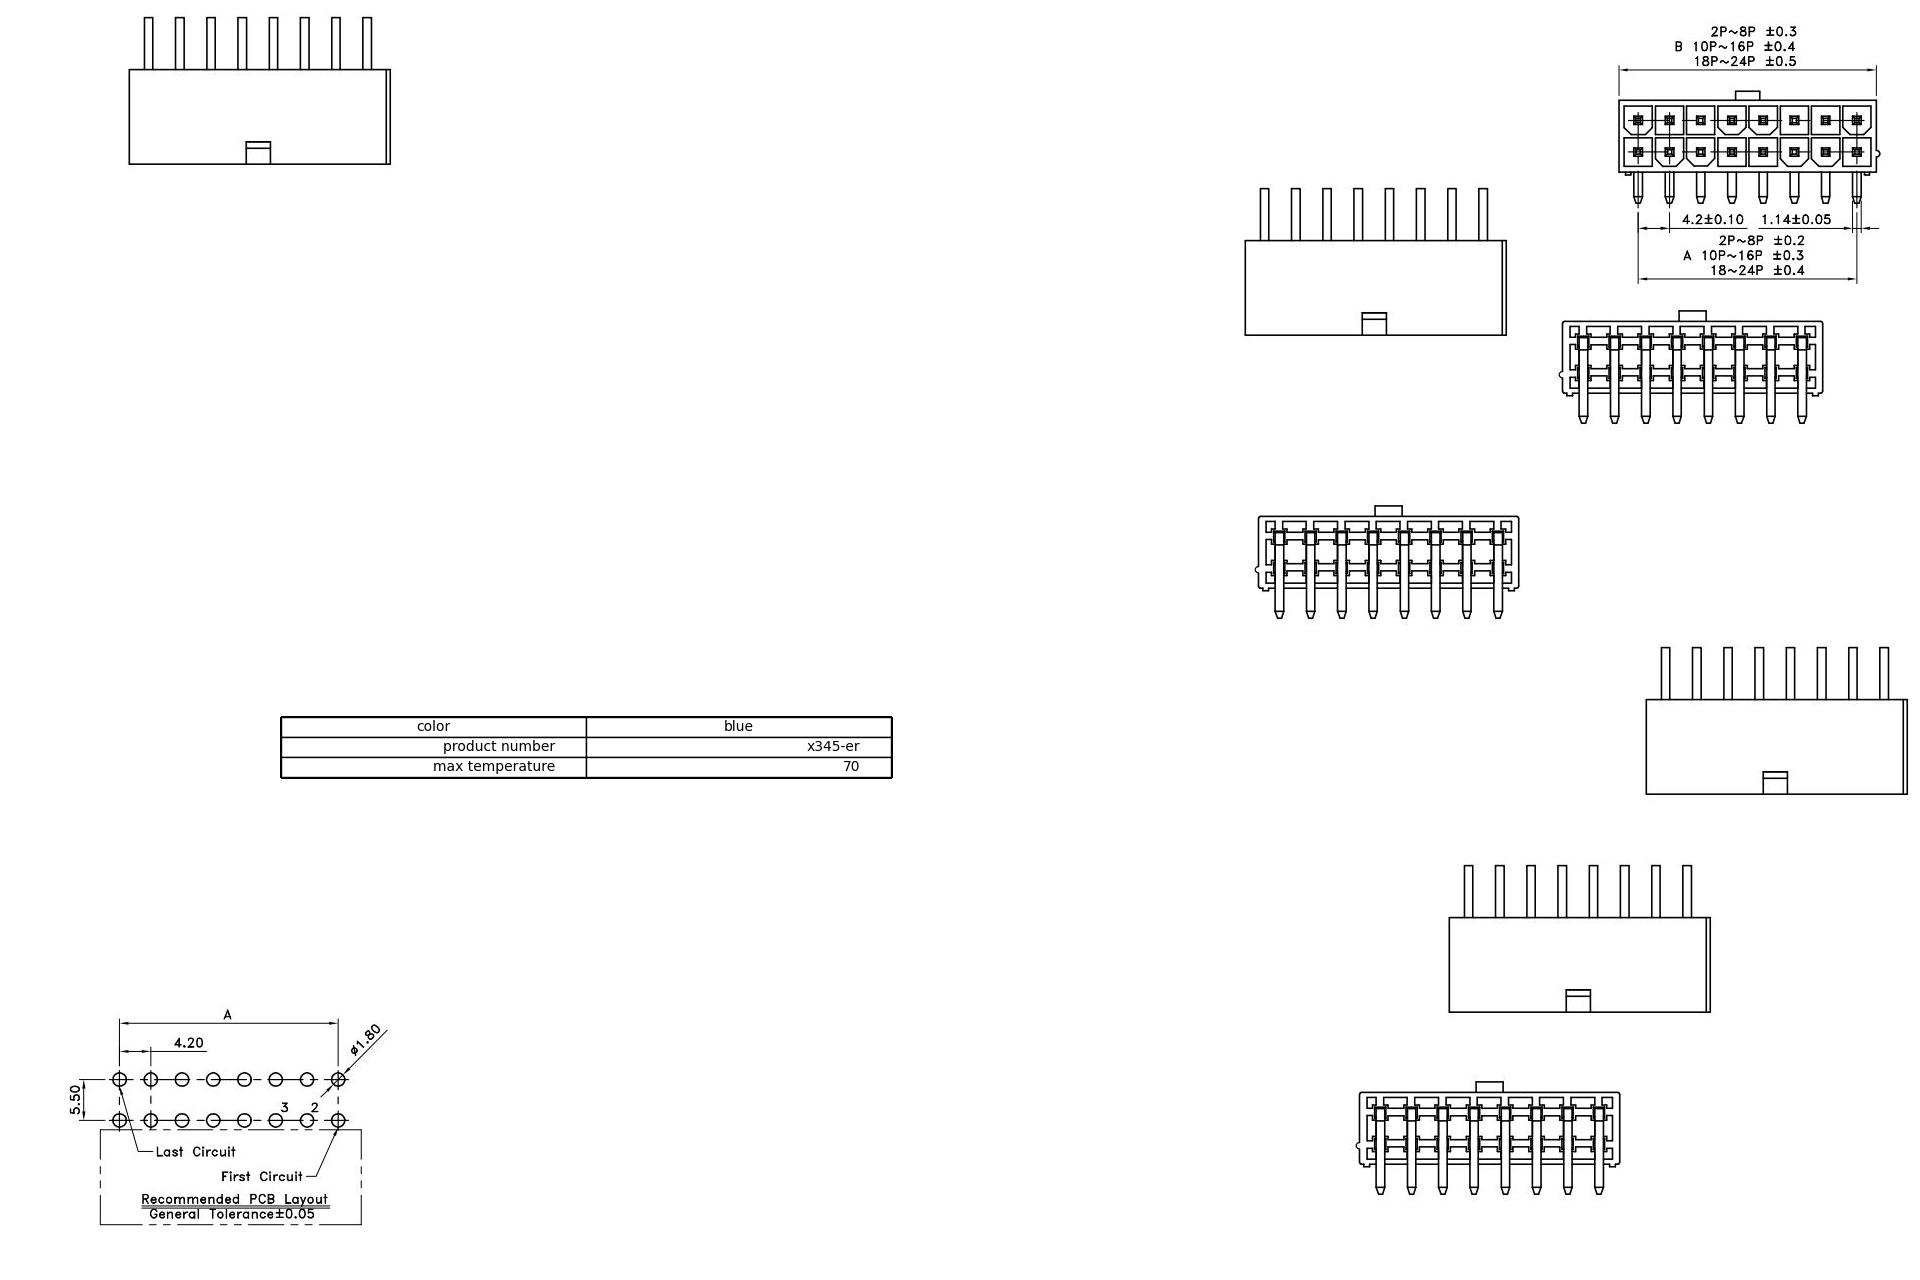 2P~8P ±0.3
B 10P~16P ±0.4
18P~24P ±0.5
4.2±0.10 1.14±0.05
2P~8P ±0.2
A 10P~16P ±0.3
18~24P ±0.4
color blue
product number x345-er
max temperature 70
A
4.20
ø1.80
5.50
3 2
Last Circuit
First Circuit
Recommended PCB Layout
General Tolerance±0.05